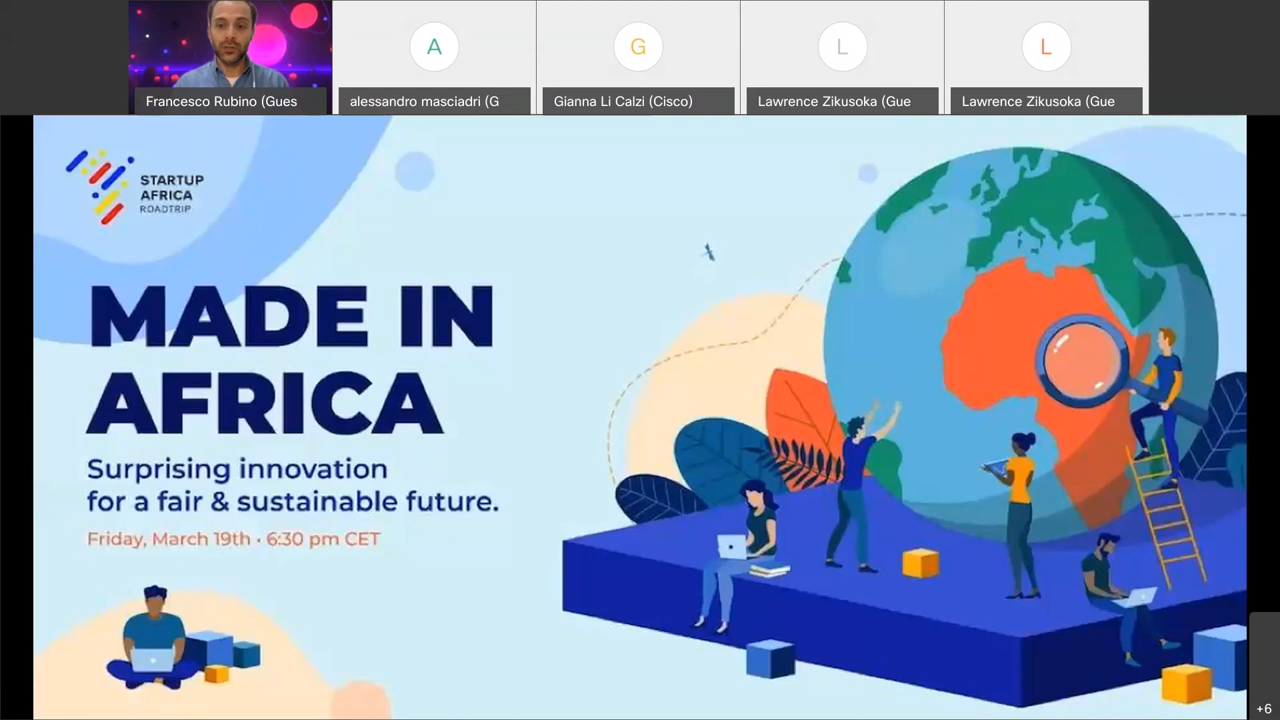 A
G
L
L
Francesco Rubino (Gues
alessandro masciadri (G
Gianna Li Calzi (Cisco)
Lawrence Zikusoka (Gue
Lawrence Zikusoka (Gue
STARTUP
AFRICA
ROADTRIP
MADE IN
AFRICA
Surprising innovation
for a fair & sustainable future.
Friday, March 19th • 6:30 pm CET
+6